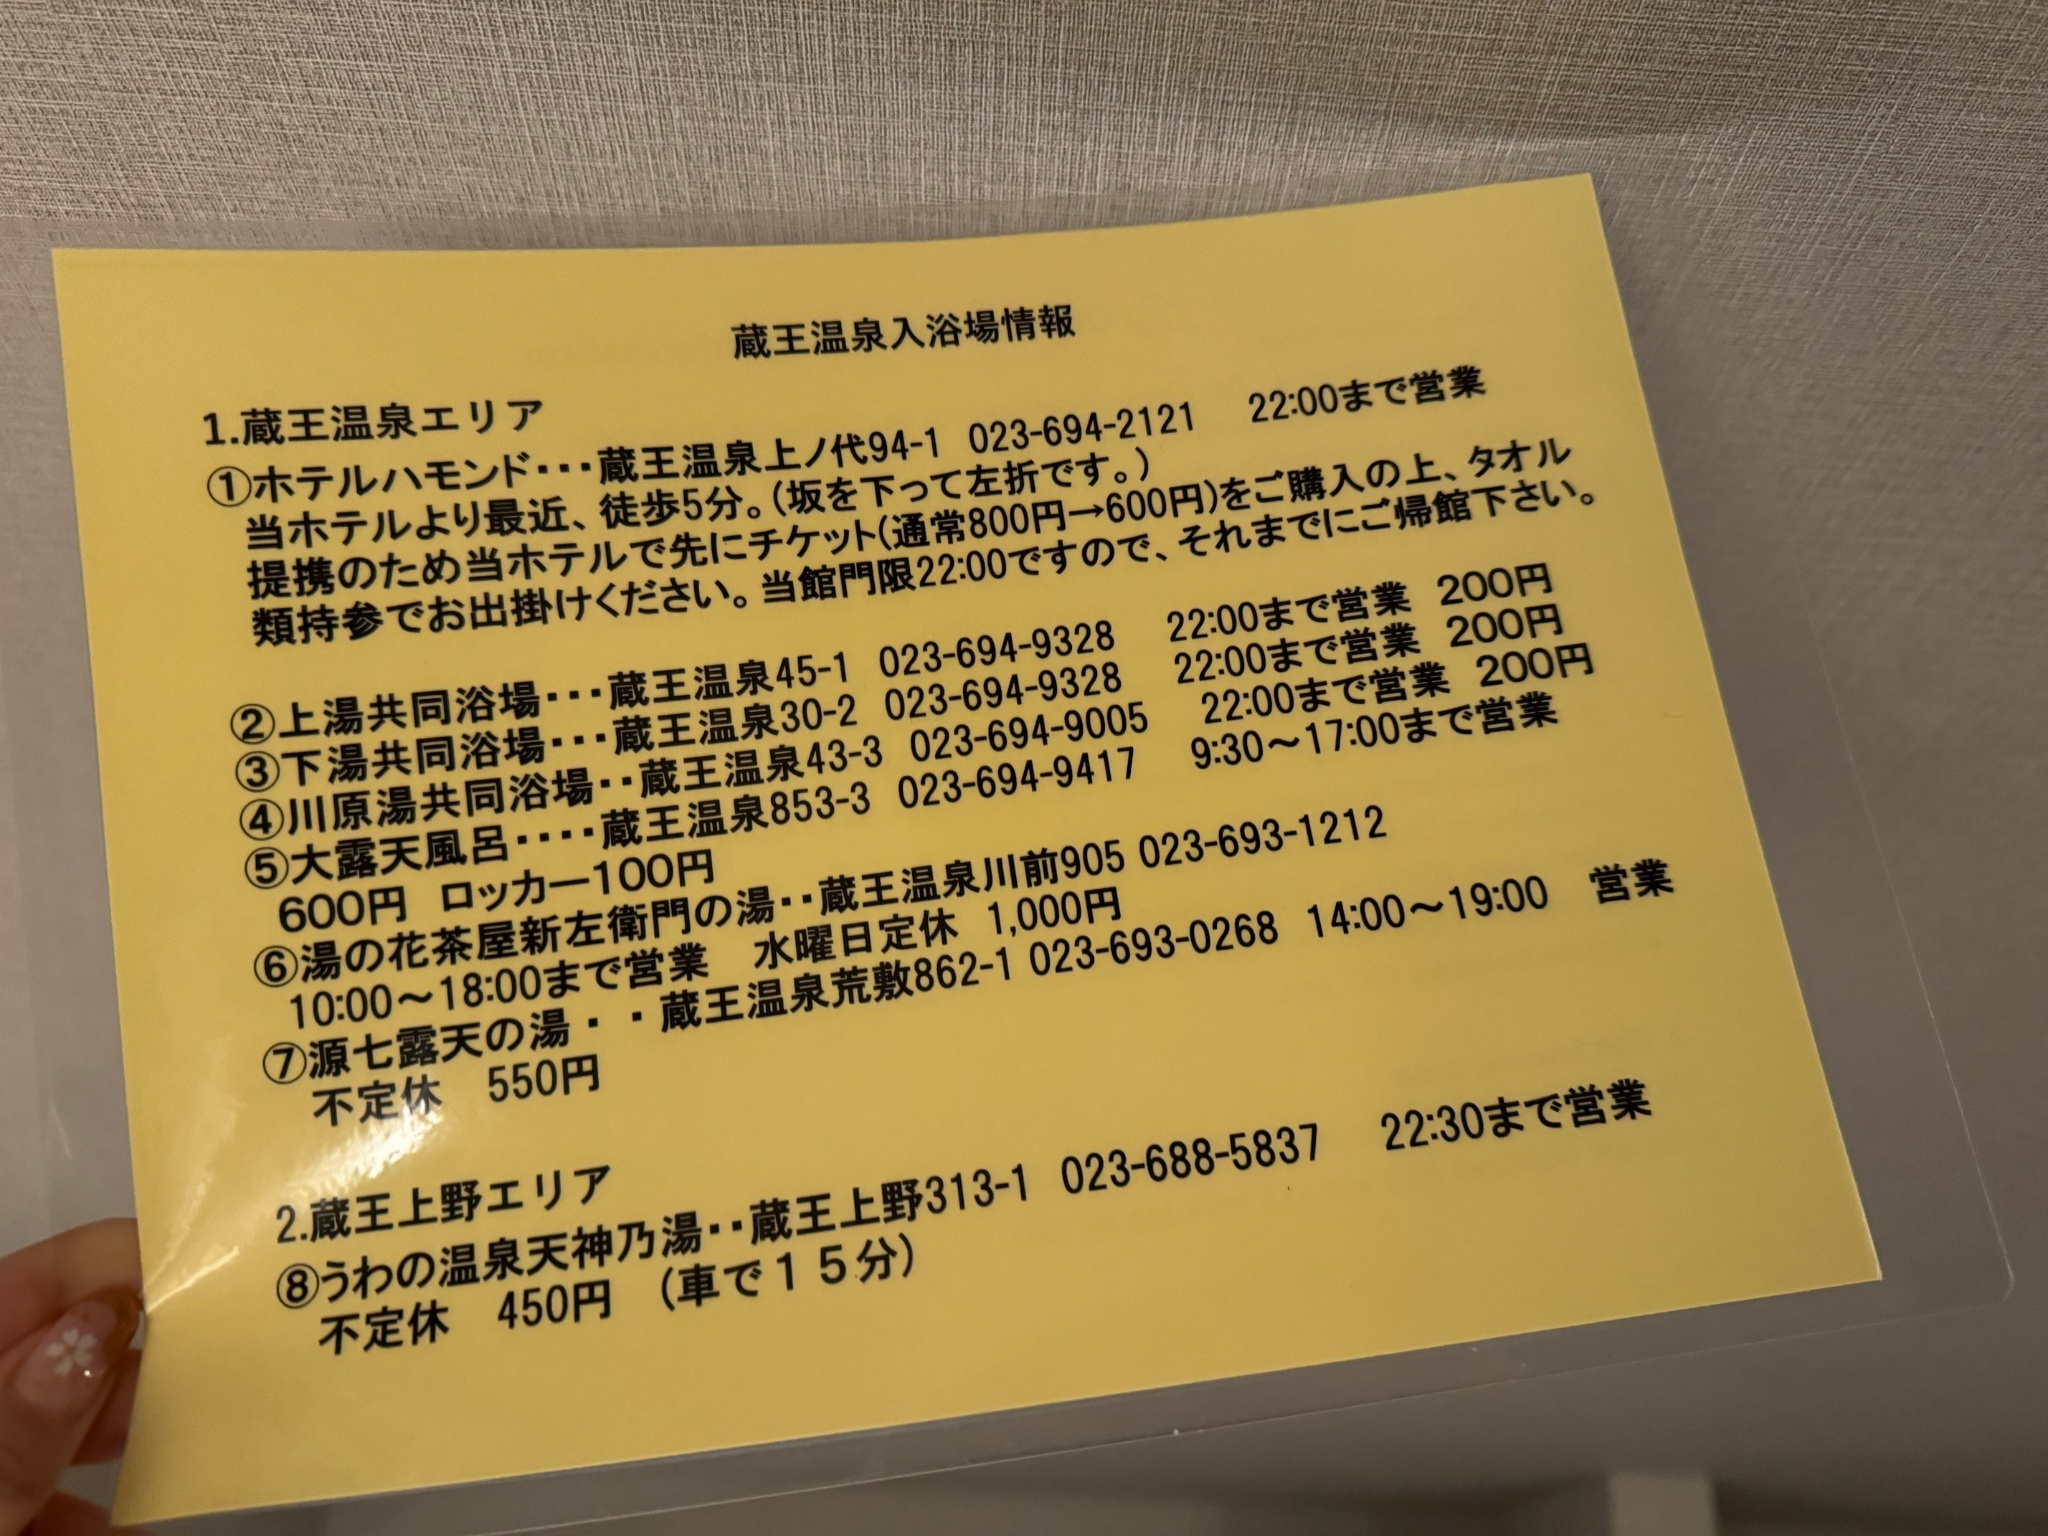 蔵王温泉入浴場情報
1.蔵王温泉エリア
①ホテルハモンド・・・蔵王温泉上ノ代94-1 023-694-2121 22:00まで営業
当ホテルより最近、徒歩5分。(坂を下って左折です。)
提携のため当ホテルで先にチケット(通常800円→600円)をご購入の上、タオル
類持参でお出掛けください。当館門限22:00ですので、それまでにご帰館下さい。
②上湯共同浴場・・・蔵王温泉45-1 023-694-9328 22:00まで営業 200円
③下湯共同浴場・・・蔵王温泉30-2 023-694-9328 22:00まで営業 200円
④川原湯共同浴場・・蔵王温泉43-3 023-694-9005 22:00まで営業 200円
⑤大露天風呂・・・・蔵王温泉853-3 023-694-9417 9:30～17:00まで営業
600円 ロッカー100円
⑥湯の花茶屋新左衛門の湯・・蔵王温泉川前905 023-693-1212
10:00～18:00まで営業 水曜日定休 1,000円
⑦源七露天の湯・・蔵王温泉荒敷862-1 023-693-0268 14:00～19:00 営業
不定休 550円
2.蔵王上野エリア
⑧うわの温泉天神乃湯・・蔵王上野313-1 023-688-5837 22:30まで営業
不定休 450円 (車で１５分)